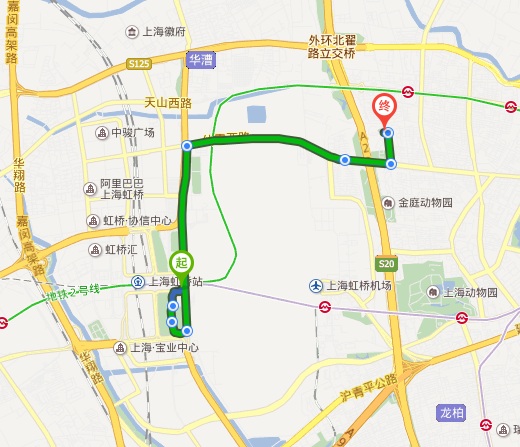 嘉闵高架路
上海徽府
外环北翟
路立交桥
S125
华漕
终
天山西路
中骏广场
A2
华翔路
阿里巴巴
上海虹桥
金庭动物园
虹桥·协信中心
嘉闵高架路
虹桥汇
起
S20
地铁2号线
上海虹桥站
上海虹桥机场
上海动物园
上海·宝业中心
华翔路
沪青平公路
龙柏
A9